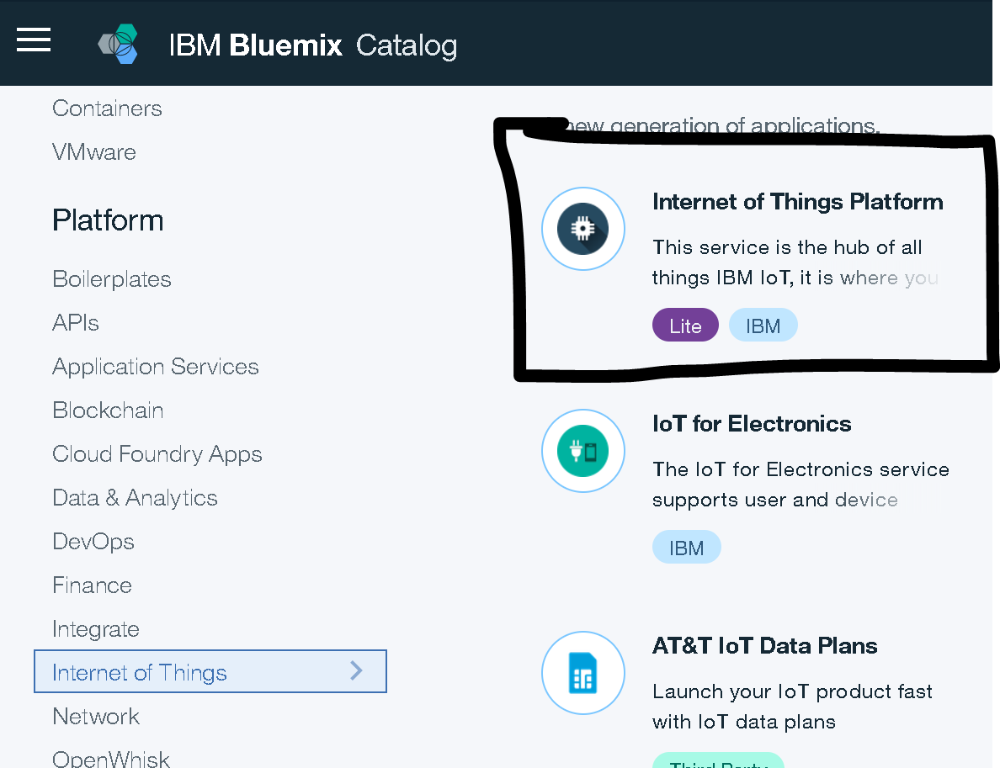 IBM Bluemix Catalog
Containers
VMware
Platform
Boilerplates
APIs
Application Services
Blockchain
Cloud Foundry Apps
Data & Analytics
DevOps
Finance
Integrate
Internet of Things
Network
OpenWhisk
new generation of applications.
Internet of Things Platform
This service is the hub of all
things IBM IoT, it is where you
Lite IBM
IoT for Electronics
The IoT for Electronics service
supports user and device
IBM
AT&T IoT Data Plans
Launch your IoT product fast
with IoT data plans
Third Party